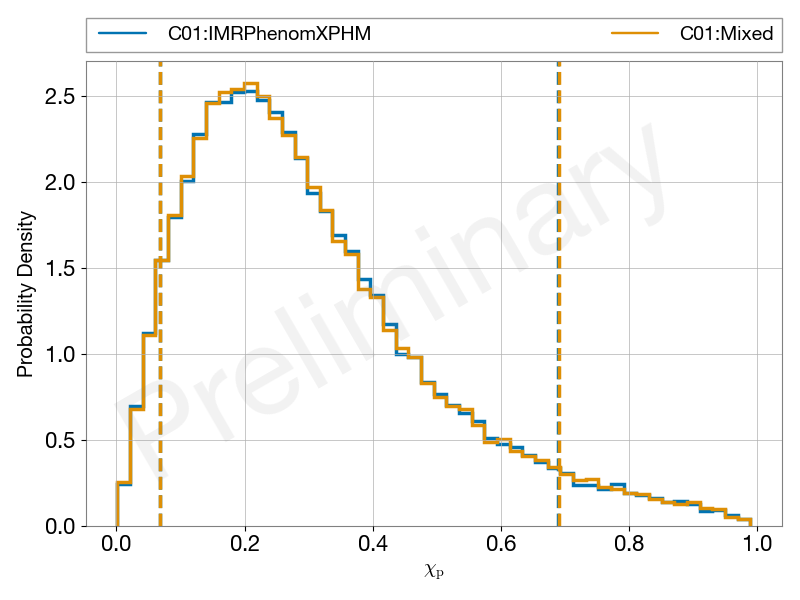 C01:IMRPhenomXPHM C01:Mixed
Probability Density
2.5
2.0
1.5
1.0
0.5
0.0
Preliminary
0.0 0.2 0.4 0.6 0.8 1.0
χp